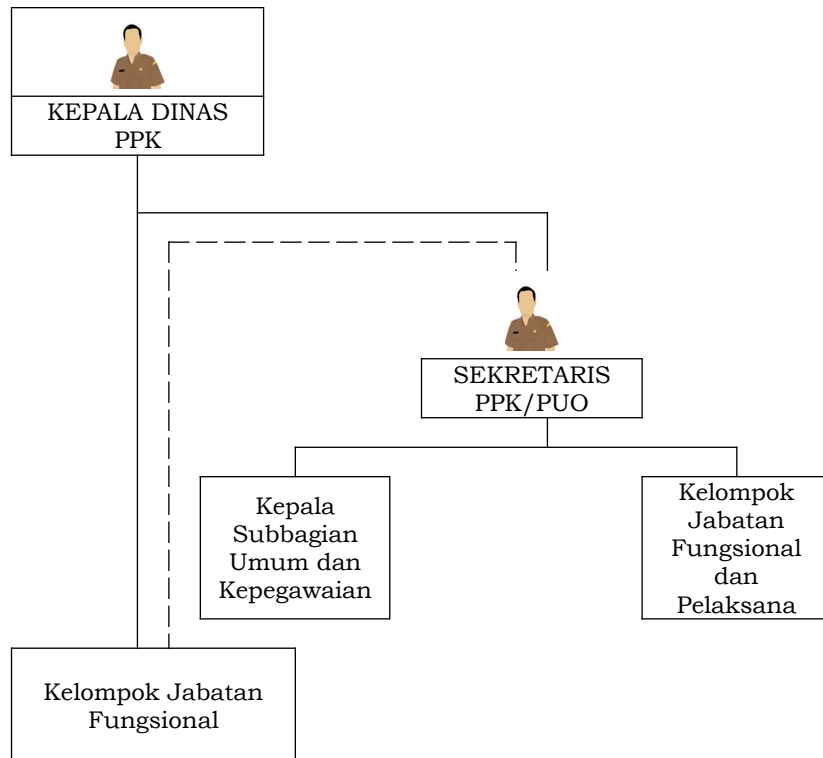 KEPALA DINAS
PPK
SEKRETARIS
PPK/PUO
Kepala
Subbagian
Umum dan
Kepegawaian
Kelompok
Jabatan
Fungsional
dan
Pelaksana
Kelompok Jabatan
Fungsional